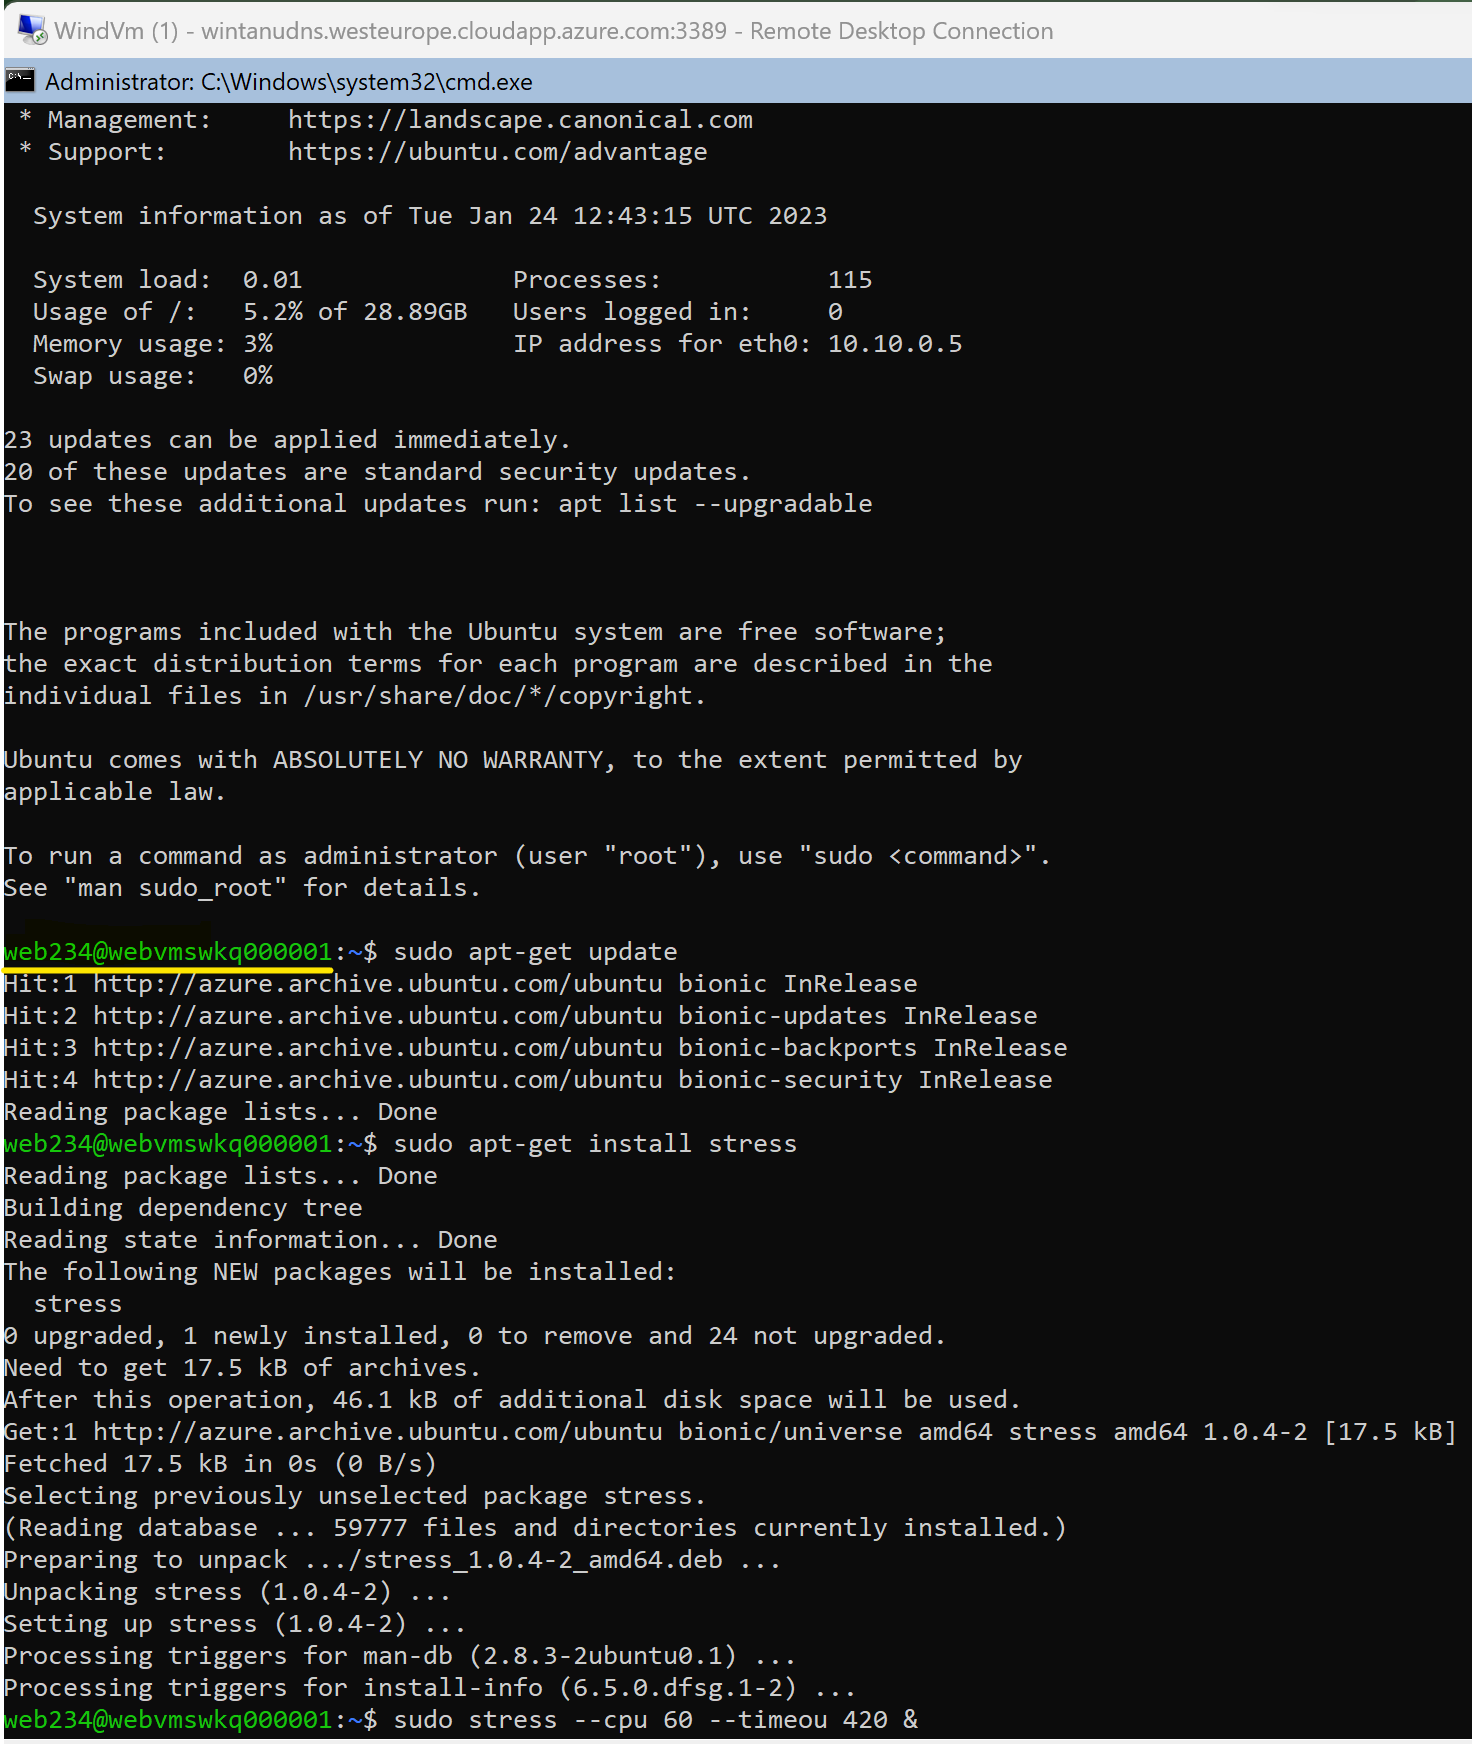 WindVm (1) - wintanudns.westeurope.cloudapp.azure.com:3389 - Remote Desktop Connection
Administrator: C:\Windows\system32\cmd.exe
 * Management:     https://landscape.canonical.com
 * Support:        https://ubuntu.com/advantage
  System information as of Tue Jan 24 12:43:15 UTC 2023
  System load:  0.01              Processes:           115
  Usage of /:   5.2% of 28.89GB   Users logged in:     0
  Memory usage: 3%                IP address for eth0: 10.10.0.5
  Swap usage:   0%
23 updates can be applied immediately.
20 of these updates are standard security updates.
To see these additional updates run: apt list --upgradable
The programs included with the Ubuntu system are free software;
the exact distribution terms for each program are described in the
individual files in /usr/share/doc/*/copyright.
Ubuntu comes with ABSOLUTELY NO WARRANTY, to the extent permitted by
applicable law.
To run a command as administrator (user "root"), use "sudo <command>".
See "man sudo_root" for details.
web234@webvmswkq000001:~$ sudo apt-get update
Hit:1 http://azure.archive.ubuntu.com/ubuntu bionic InRelease
Hit:2 http://azure.archive.ubuntu.com/ubuntu bionic-updates InRelease
Hit:3 http://azure.archive.ubuntu.com/ubuntu bionic-backports InRelease
Hit:4 http://azure.archive.ubuntu.com/ubuntu bionic-security InRelease
Reading package lists... Done
web234@webvmswkq000001:~$ sudo apt-get install stress
Reading package lists... Done
Building dependency tree
Reading state information... Done
The following NEW packages will be installed:
  stress
0 upgraded, 1 newly installed, 0 to remove and 24 not upgraded.
Need to get 17.5 kB of archives.
After this operation, 46.1 kB of additional disk space will be used.
Get:1 http://azure.archive.ubuntu.com/ubuntu bionic/universe amd64 stress amd64 1.0.4-2 [17.5 kB]
Fetched 17.5 kB in 0s (0 B/s)
Selecting previously unselected package stress.
(Reading database ... 59777 files and directories currently installed.)
Preparing to unpack .../stress_1.0.4-2_amd64.deb ...
Unpacking stress (1.0.4-2) ...
Setting up stress (1.0.4-2) ...
Processing triggers for man-db (2.8.3-2ubuntu0.1) ...
Processing triggers for install-info (6.5.0.dfsg.1-2) ...
web234@webvmswkq000001:~$ sudo stress --cpu 60 --timeou 420 &